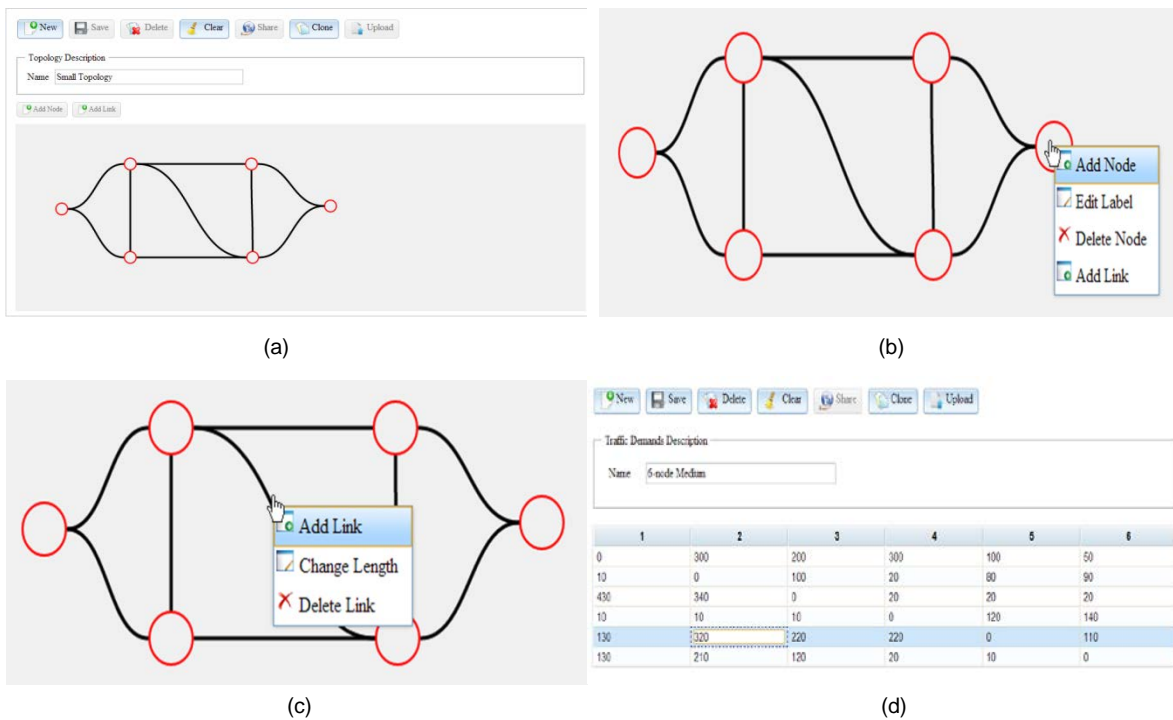 New Save Delete Clear Share Clone Upload
Topology Description
Name Small Topology
Add Node Add Link
(a)
Add Node
Edit Label
Delete Node
Add Link
(b)
Add Link
Change Length
Delete Link
(c)
New Save Delete Clear Share Clone Upload
Traffic Demands Description
Name 6-node Medium
1 2 3 4 5 6
0 300 200 300 100 50
10 0 100 20 80 90
430 340 0 20 20 20
10 10 10 0 120 140
130 320 220 220 0 110
130 210 120 20 10 0
(d)